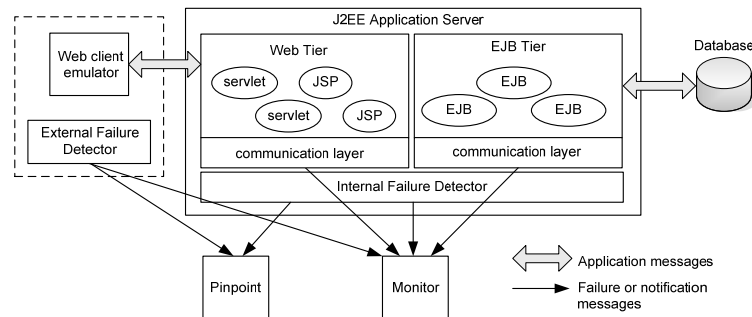 J2EE Application Server
Web client
emulator
External Failure
Detector
Web Tier
servlet
JSP
servlet
JSP
communication layer
EJB Tier
EJB
EJB
EJB
communication layer
Internal Failure Detector
Database
Pinpoint
Monitor
Application messages
Failure or notification
messages